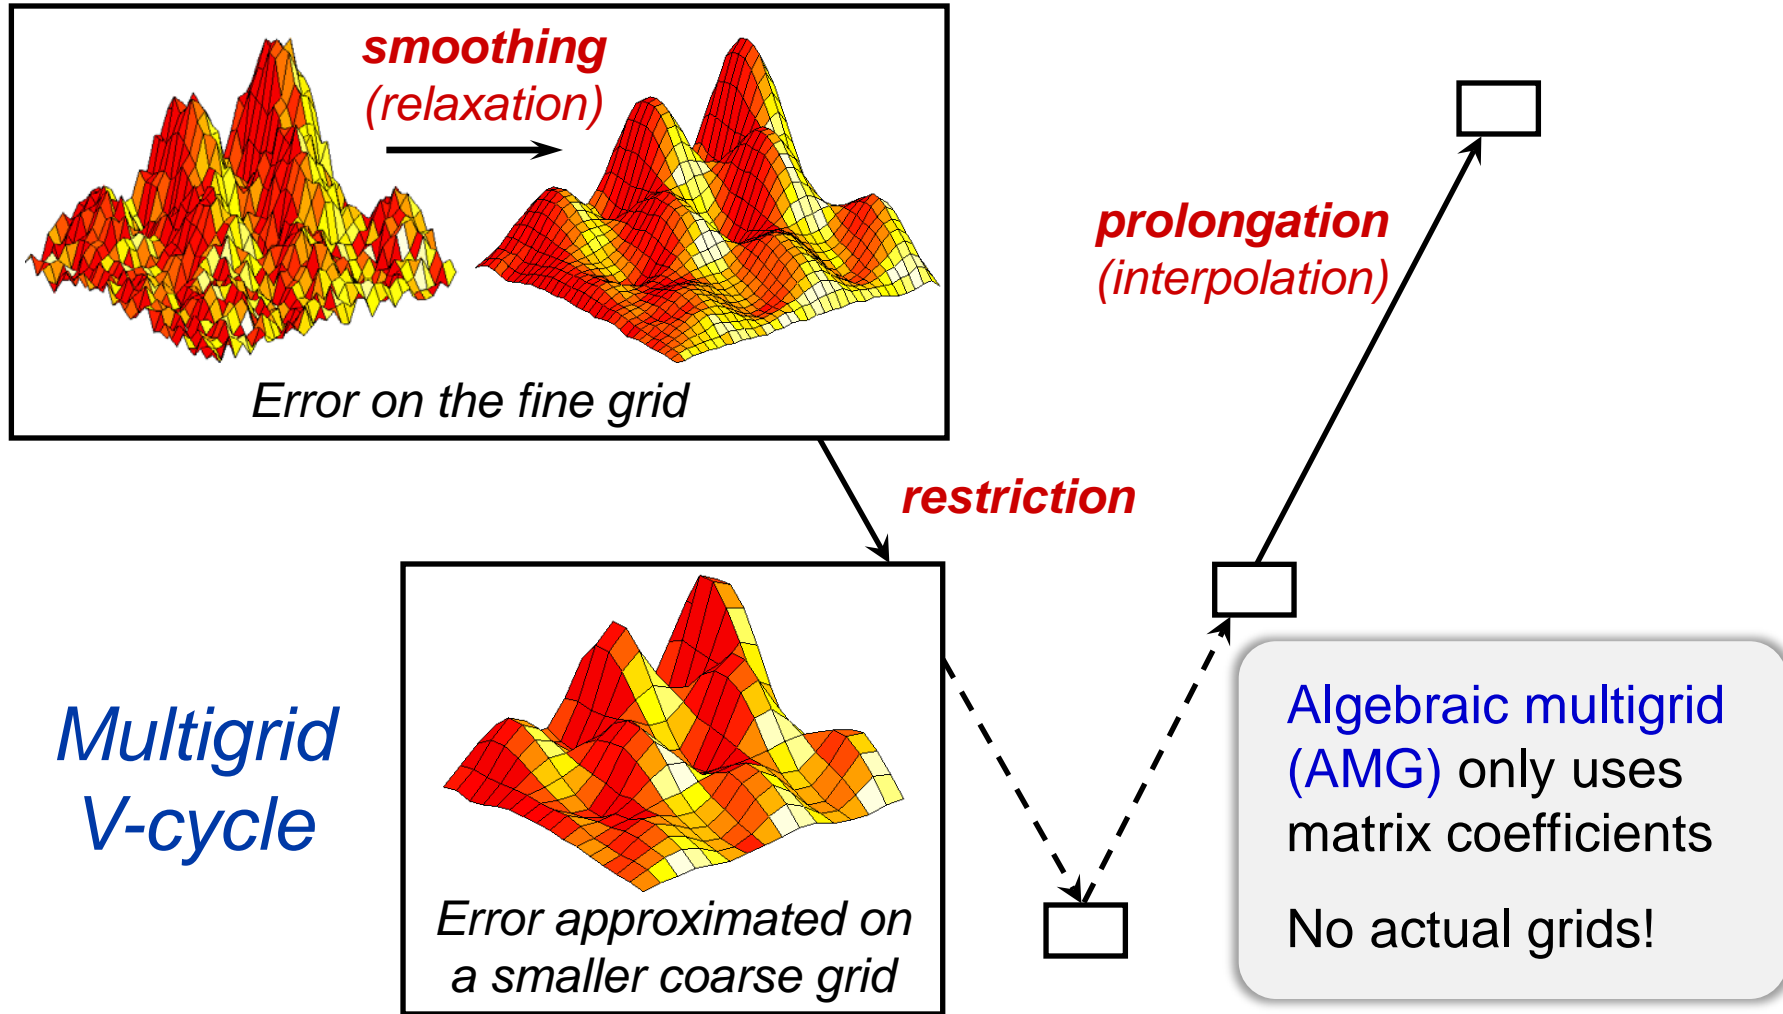 smoothing
(relaxation)
Error on the fine grid
prolongation
(interpolation)
restriction
Multigrid
V-cycle
Error approximated on
a smaller coarse grid
Algebraic multigrid
(AMG) only uses
matrix coefficients
No actual grids!